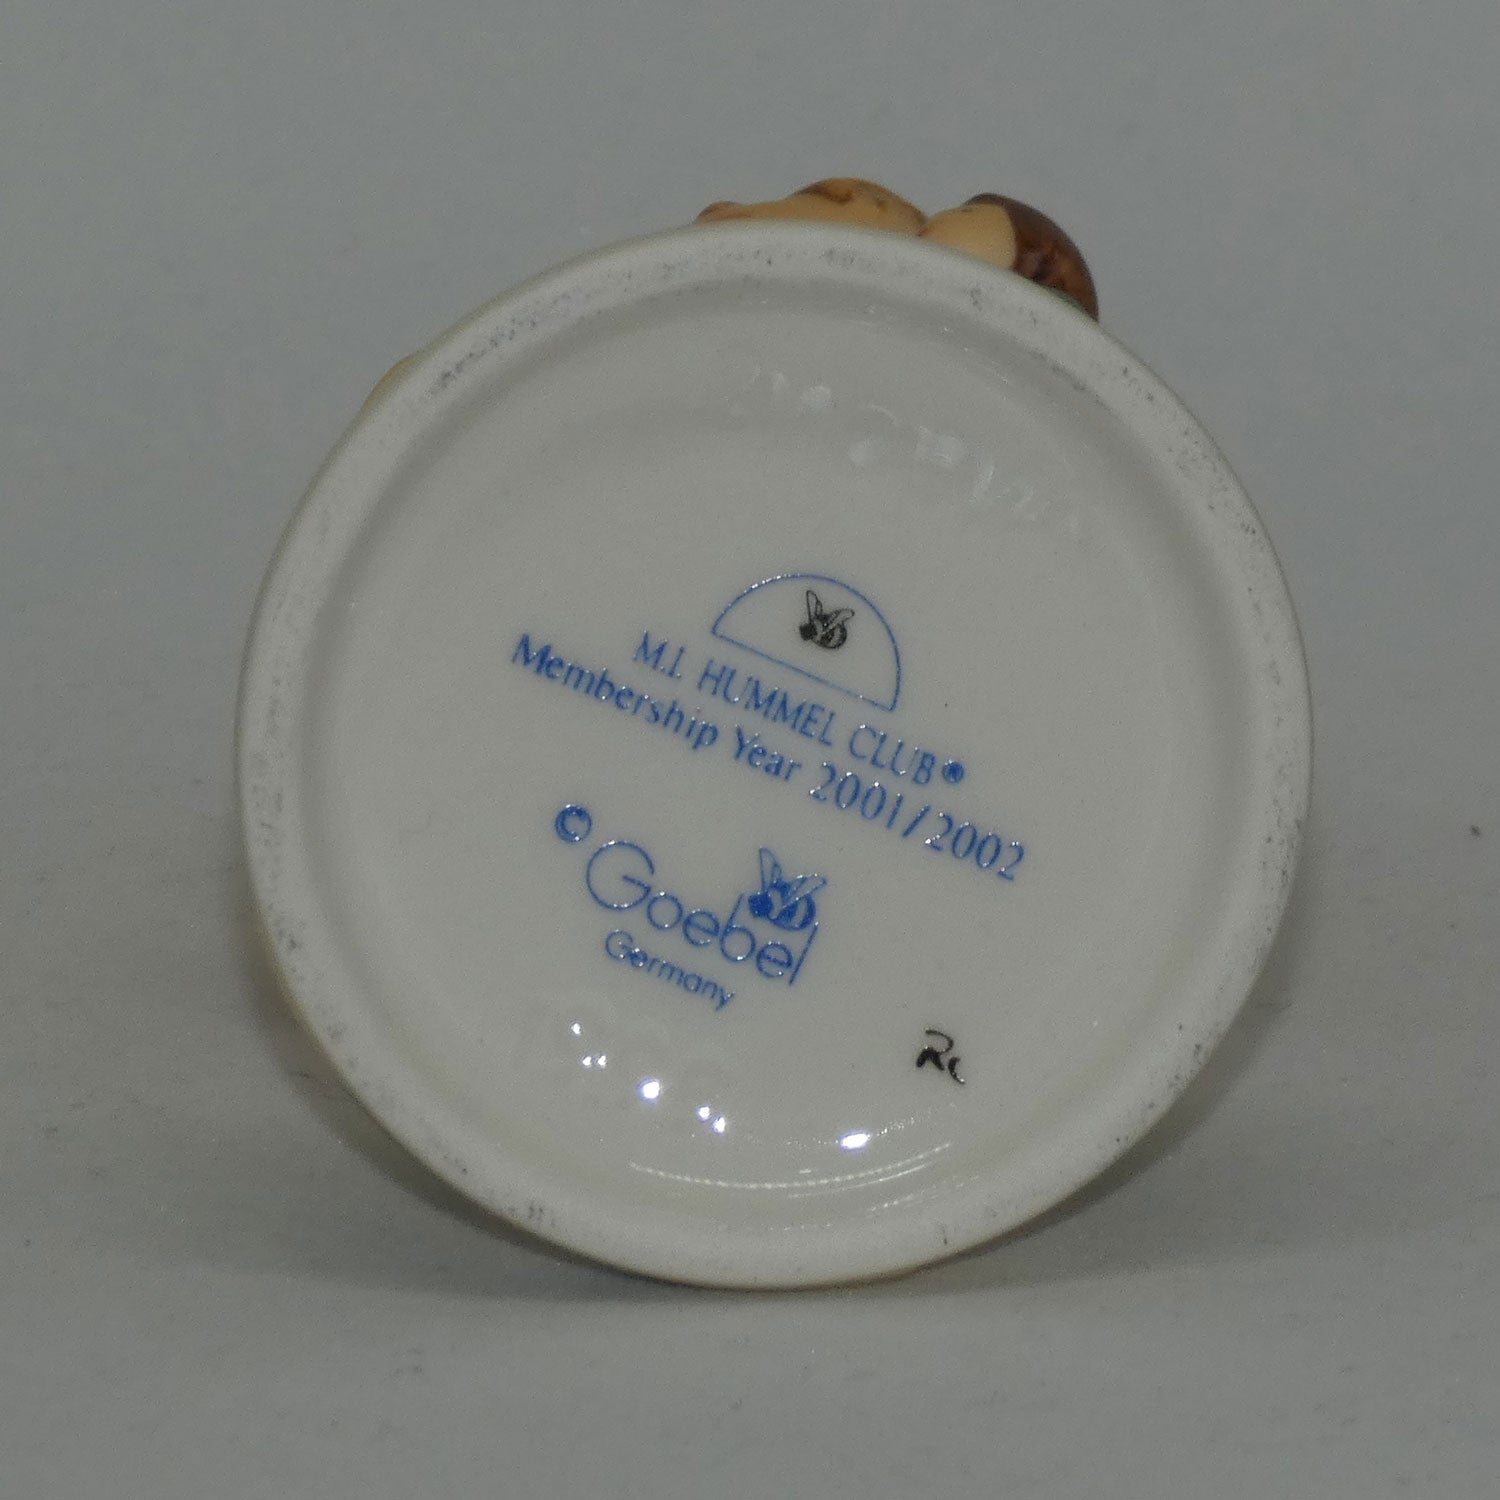 M.I. HUMMEL CLUB®
Membership Year 2001/2002
© Goebel
Germany